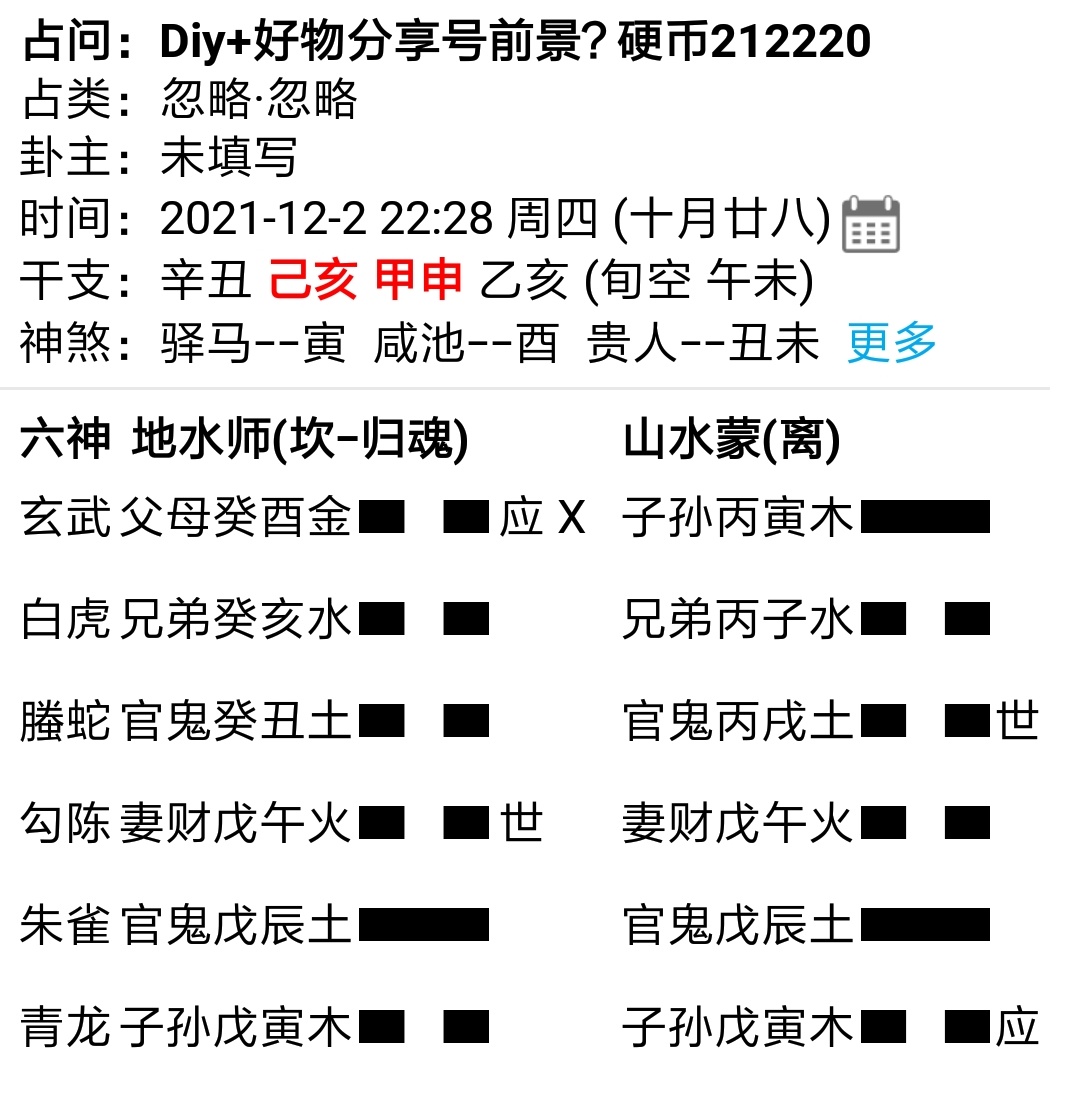 占问：Diy+好物分享号前景？硬币212220
占类：忽略·忽略
卦主：未填写
时间：2021-12-2 22:28 周四 (十月廿八)
干支：辛丑 己亥 甲申 乙亥 (旬空 午未)
神煞：驿马--寅 咸池--酉 贵人--丑未 更多
六神 地水师(坎-归魂) 山水蒙(离)
玄武 父母癸酉金 应 X 子孙丙寅木
白虎 兄弟癸亥水 兄弟丙子水
螣蛇 官鬼癸丑土 官鬼丙戌土 世
勾陈 妻财戊午火 世 妻财戊午火
朱雀 官鬼戊辰土 官鬼戊辰土
青龙 子孙戊寅木 子孙戊寅木 应